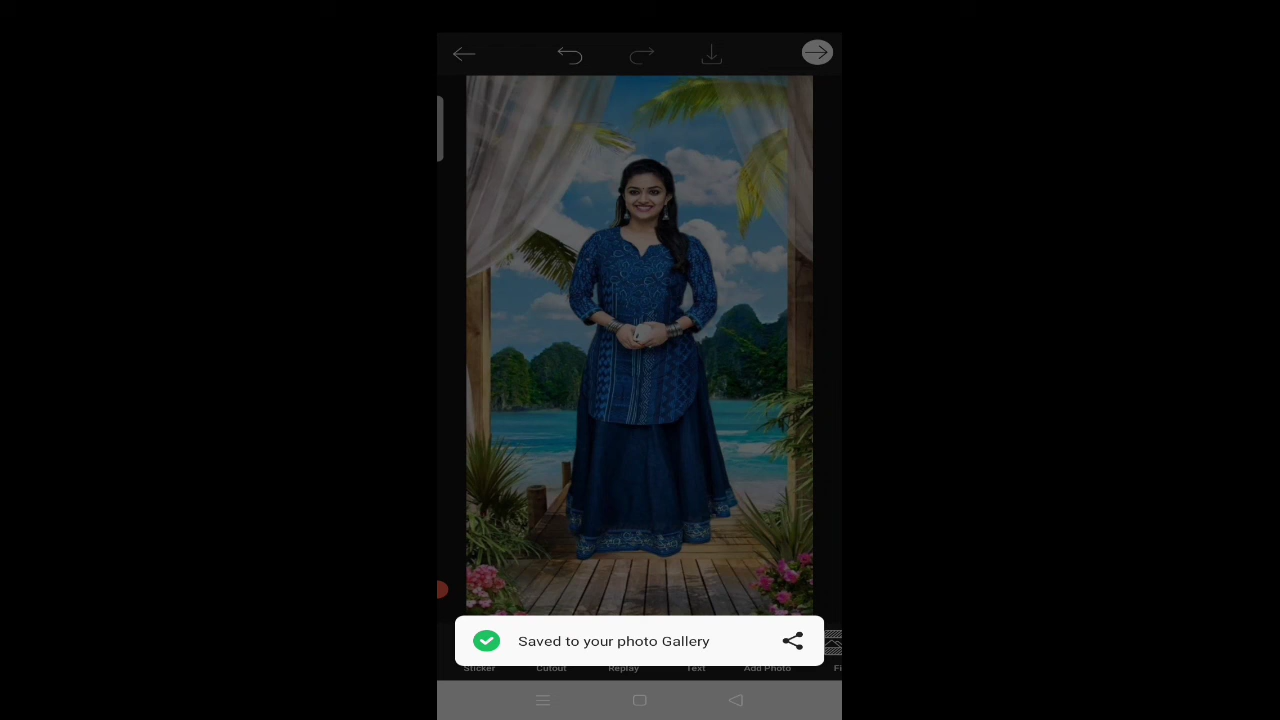 Saved to your photo Gallery
Sticker
Cutout
Replay
Text
Add Photo